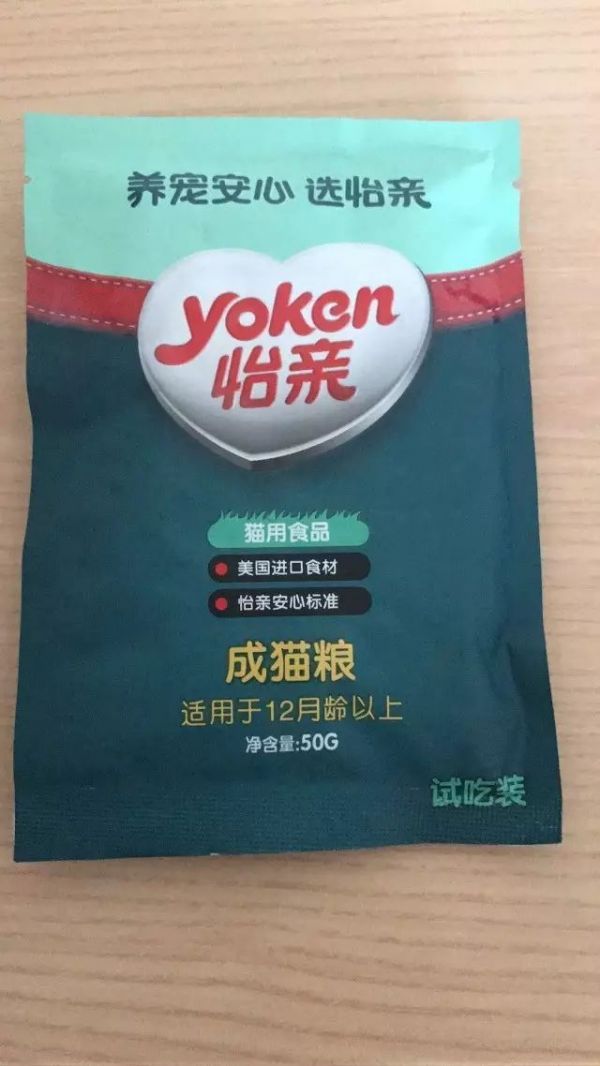 养宠安心 选怡亲
yoken
怡亲
猫用食品
美国进口食材
怡亲安心标准
成猫粮
适用于12月龄以上
净含量:50G
试吃装